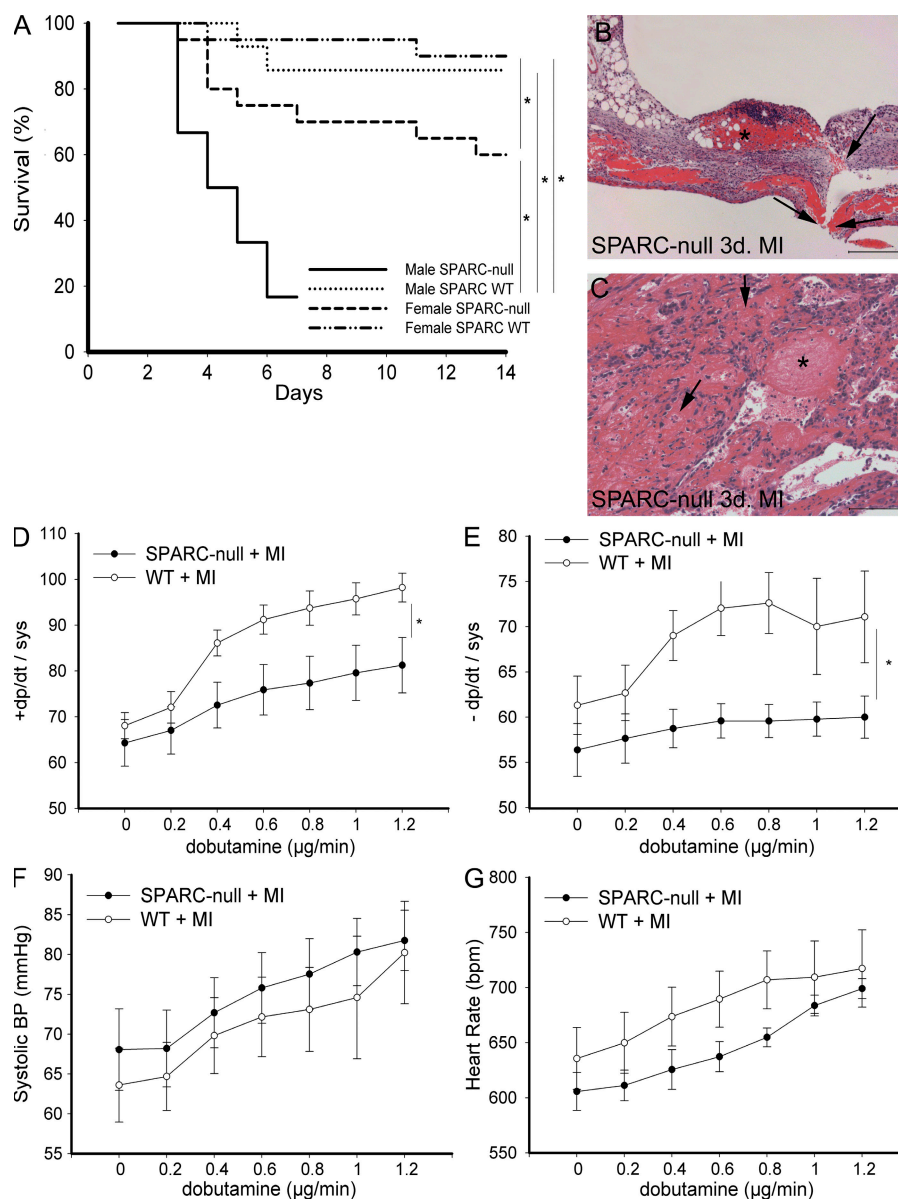 A
100
80
60
40
20
0
Survival (%)
0 2 4 6 8 10 12 14
Days
Male SPARC-null
Male SPARC WT
Female SPARC-null
Female SPARC WT
*
*
*
*
B
*
SPARC-null 3d. MI
C
*
SPARC-null 3d. MI
D
110
100
90
80
70
60
50
+dp/dt / sys
SPARC-null + MI
WT + MI
*
0 0.2 0.4 0.6 0.8 1 1.2
dobutamine (µg/min)
E
80
75
70
65
60
55
50
- dp/dt / sys
SPARC-null + MI
WT + MI
*
0 0.2 0.4 0.6 0.8 1 1.2
dobutamine (µg/min)
F
90
85
80
75
70
65
60
55
Systolic BP (mmHg)
SPARC-null + MI
WT + MI
0 0.2 0.4 0.6 0.8 1 1.2
dobutamine (µg/min)
G
800
750
700
650
600
550
Heart Rate (bpm)
SPARC-null + MI
WT + MI
0 0.2 0.4 0.6 0.8 1 1.2
dobutamine (µg/min)